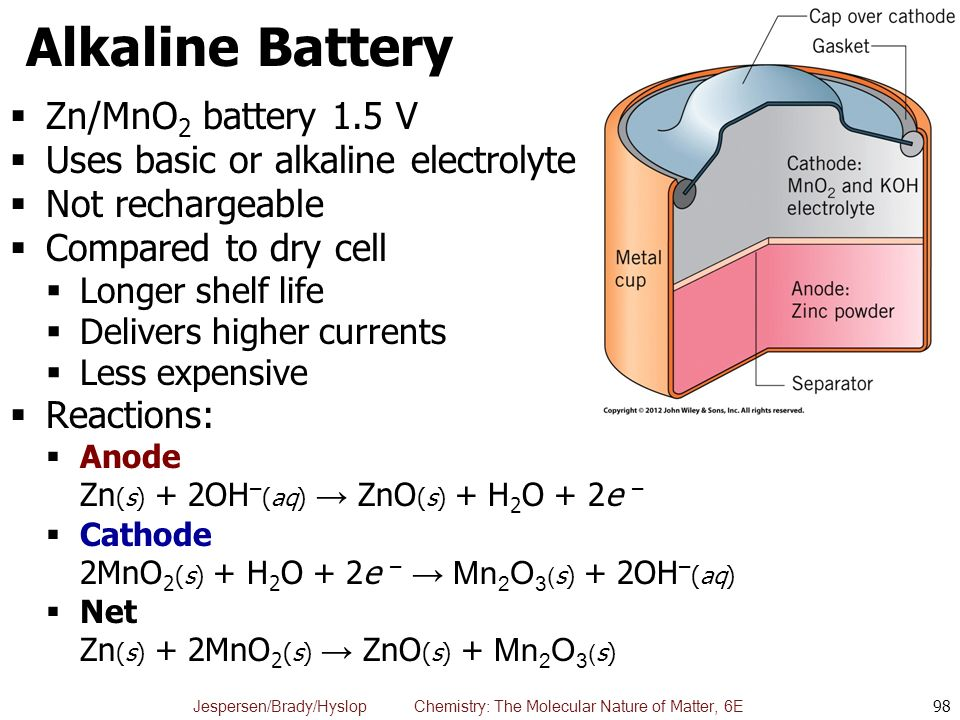 Alkaline Battery
▪ Zn/MnO₂ battery 1.5 V
▪ Uses basic or alkaline electrolyte
▪ Not rechargeable
▪ Compared to dry cell
▪ Longer shelf life
▪ Delivers higher currents
▪ Less expensive
▪ Reactions:
▪ Anode
Zn(s) + 2OH⁻(aq) → ZnO(s) + H₂O + 2e ⁻
▪ Cathode
2MnO₂(s) + H₂O + 2e ⁻ → Mn₂O₃(s) + 2OH⁻(aq)
▪ Net
Zn(s) + 2MnO₂(s) → ZnO(s) + Mn₂O₃(s)
Cap over cathode
Gasket
Cathode:
MnO₂ and KOH
electrolyte
Metal
cup
Anode:
Zinc powder
Separator
Copyright © 2012 John Wiley & Sons, Inc. All rights reserved.
Jespersen/Brady/Hyslop Chemistry: The Molecular Nature of Matter, 6E 98